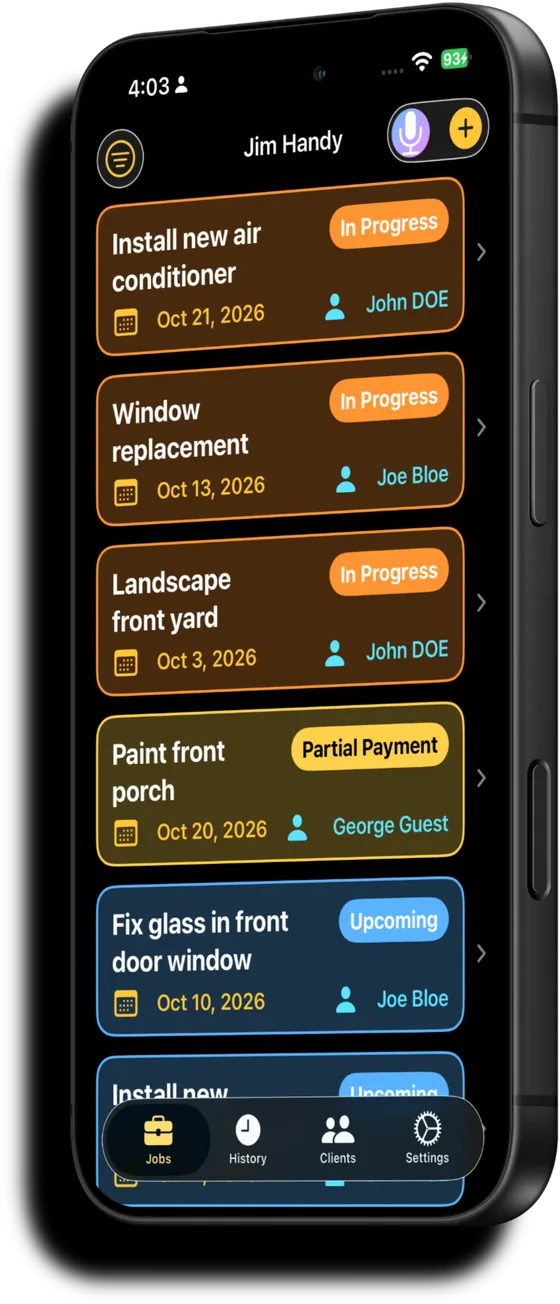 4:03
93
Jim Handy
Install new air
conditioner
In Progress
Oct 21, 2026
John DOE
Window
replacement
In Progress
Oct 13, 2026
Joe Bloe
Landscape
front yard
In Progress
Oct 3, 2026
John DOE
Paint front
porch
Partial Payment
Oct 20, 2026
George Guest
Fix glass in front
door window
Upcoming
Oct 10, 2026
Joe Bloe
Install new
Upcoming
Jobs
History
Clients
Settings